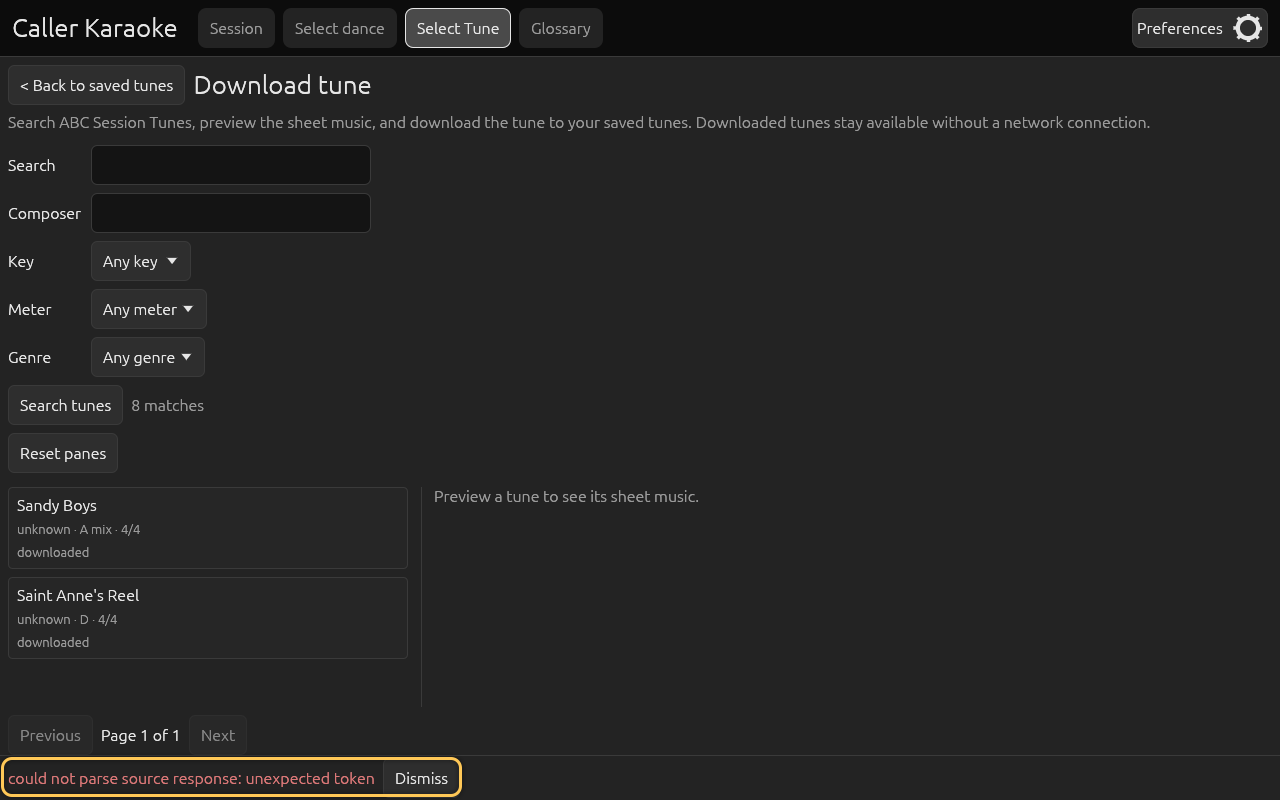 Caller Karaoke
Session
Select dance
Select Tune
Glossary
Preferences
< Back to saved tunes
Download tune
Search ABC Session Tunes, preview the sheet music, and download the tune to your saved tunes. Downloaded tunes stay available without a network connection.
Search
Composer
Key
Any key
Meter
Any meter
Genre
Any genre
Search tunes
8 matches
Reset panes
Sandy Boys
unknown · A mix · 4/4
downloaded
Saint Anne's Reel
unknown · D · 4/4
downloaded
Preview a tune to see its sheet music.
Previous
Page 1 of 1
Next
could not parse source response: unexpected token
Dismiss